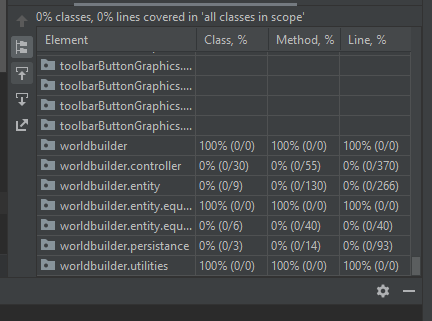 0% classes, 0% lines covered in 'all classes in scope'
Element Class, % Method, % Line, %
toolbarButtonGraphics....
toolbarButtonGraphics....
toolbarButtonGraphics....
toolbarButtonGraphics....
worldbuilder 100% (0/0) 100% (0/0) 100% (0/0)
worldbuilder.controller 0% (0/30) 0% (0/55) 0% (0/370)
worldbuilder.entity 0% (0/9) 0% (0/130) 0% (0/266)
worldbuilder.entity.equ... 100% (0/0) 100% (0/0) 100% (0/0)
worldbuilder.entity.equ... 0% (0/6) 0% (0/40) 0% (0/40)
worldbuilder.persistance 0% (0/3) 0% (0/14) 0% (0/93)
worldbuilder.utilities 100% (0/0) 100% (0/0) 100% (0/0)